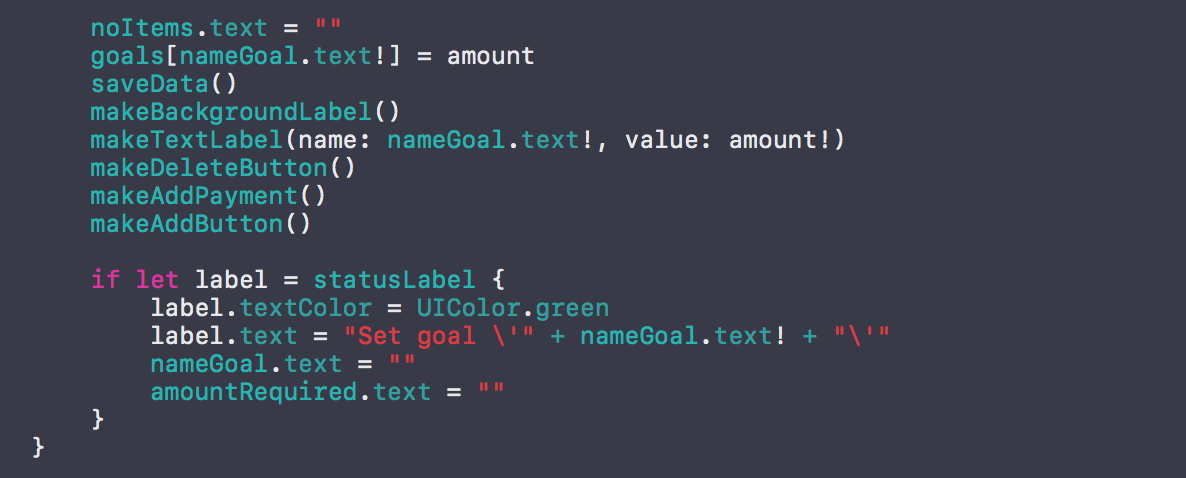 noItems.text = ""
goals[nameGoal.text!] = amount
saveData()
makeBackgroundLabel()
makeTextLabel(name: nameGoal.text!, value: amount!)
makeDeleteButton()
makeAddPayment()
makeAddButton()
if let label = statusLabel {
label.textColor = UIColor.green
label.text = "Set goal \'" + nameGoal.text! + "\'"
nameGoal.text = ""
amountRequired.text = ""
}
}